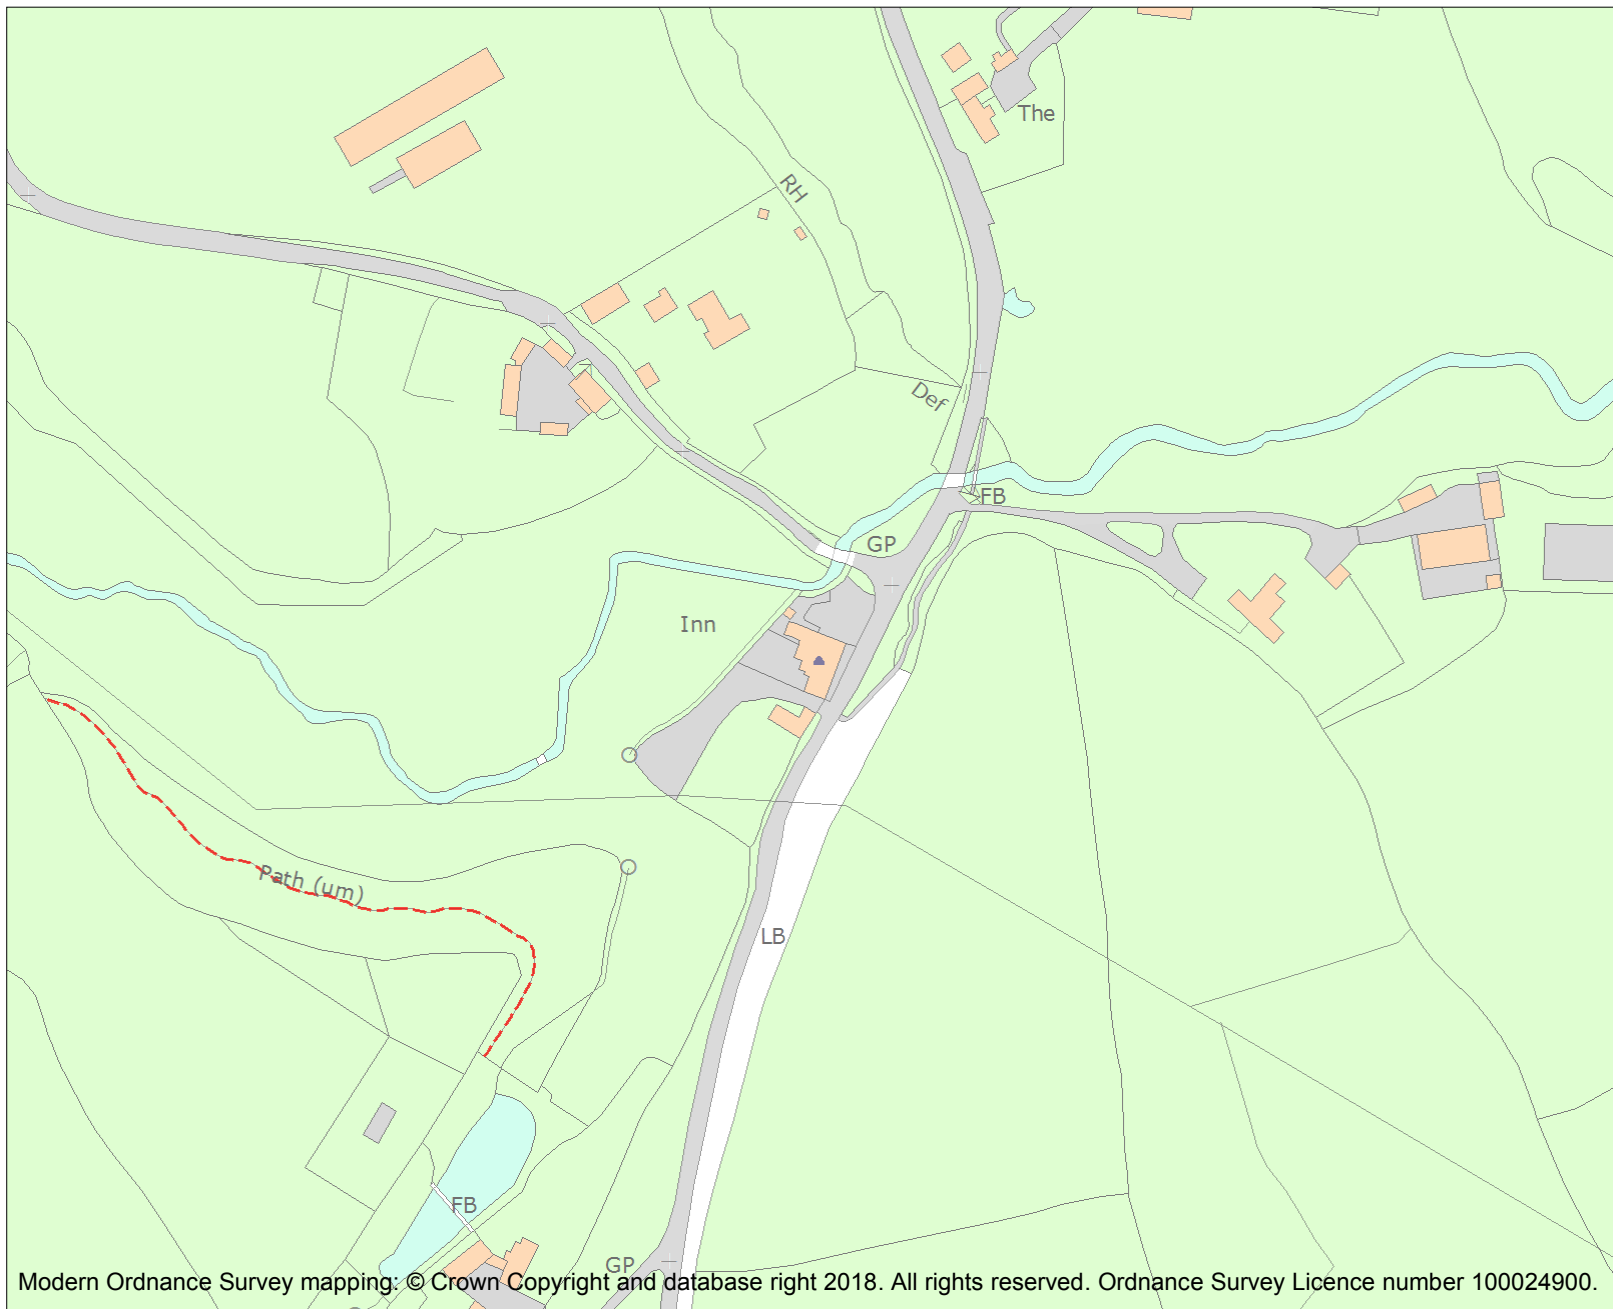 The
RH
Def
FB
GP
Inn
Path (um)
LB
FB
GP
Modern Ordnance Survey mapping: © Crown Copyright and database right 2018. All rights reserved. Ordnance Survey Licence number 100024900.